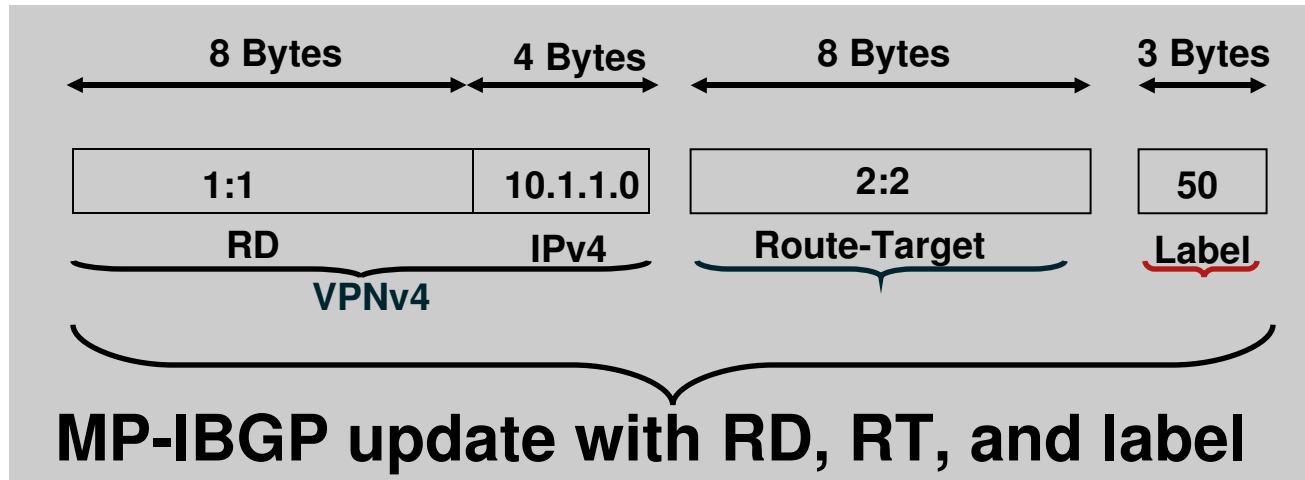 8 Bytes 4 Bytes 8 Bytes 3 Bytes
1:1 10.1.1.0 2:2 50
RD IPv4 Route-Target Label
VPNv4
MP-IBGP update with RD, RT, and label